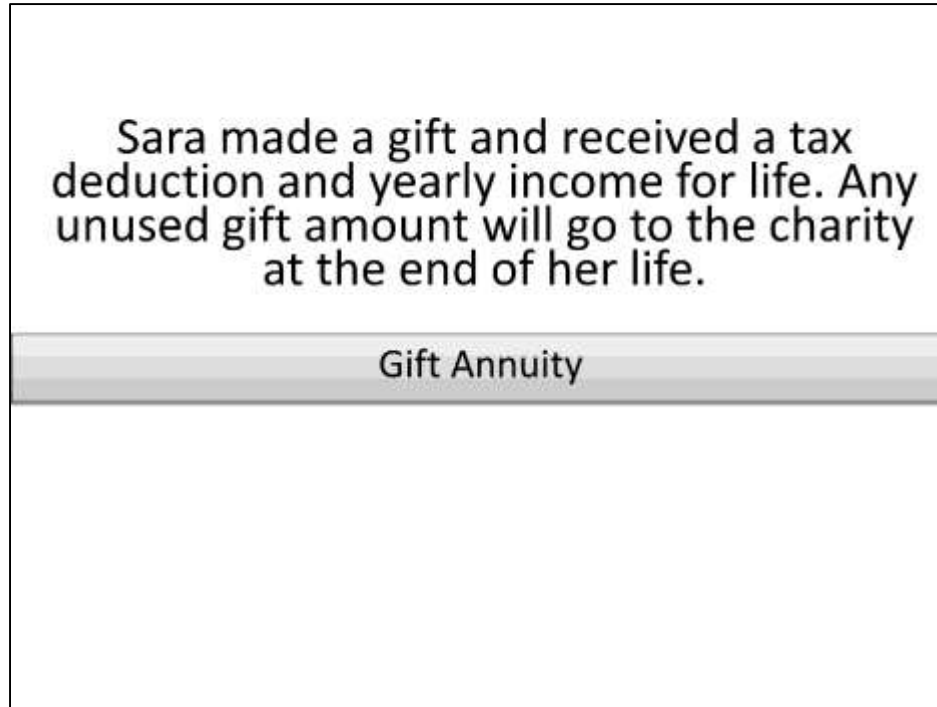 Sara made a gift and received a tax
deduction and yearly income for life. Any
unused gift amount will go to the charity
at the end of her life.
Gift Annuity